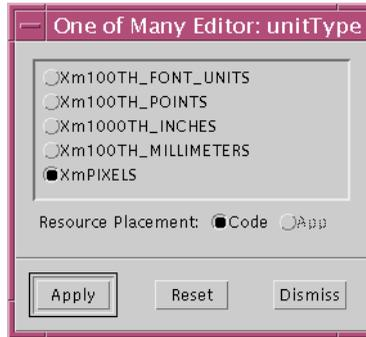 One of Many Editor: unitType
Xm100TH_FONT_UNITS
Xm100TH_POINTS
Xm1000TH_INCHES
Xm100TH_MILLIMETERS
XmPIXELS
Resource Placement: Code App
Apply Reset Dismiss